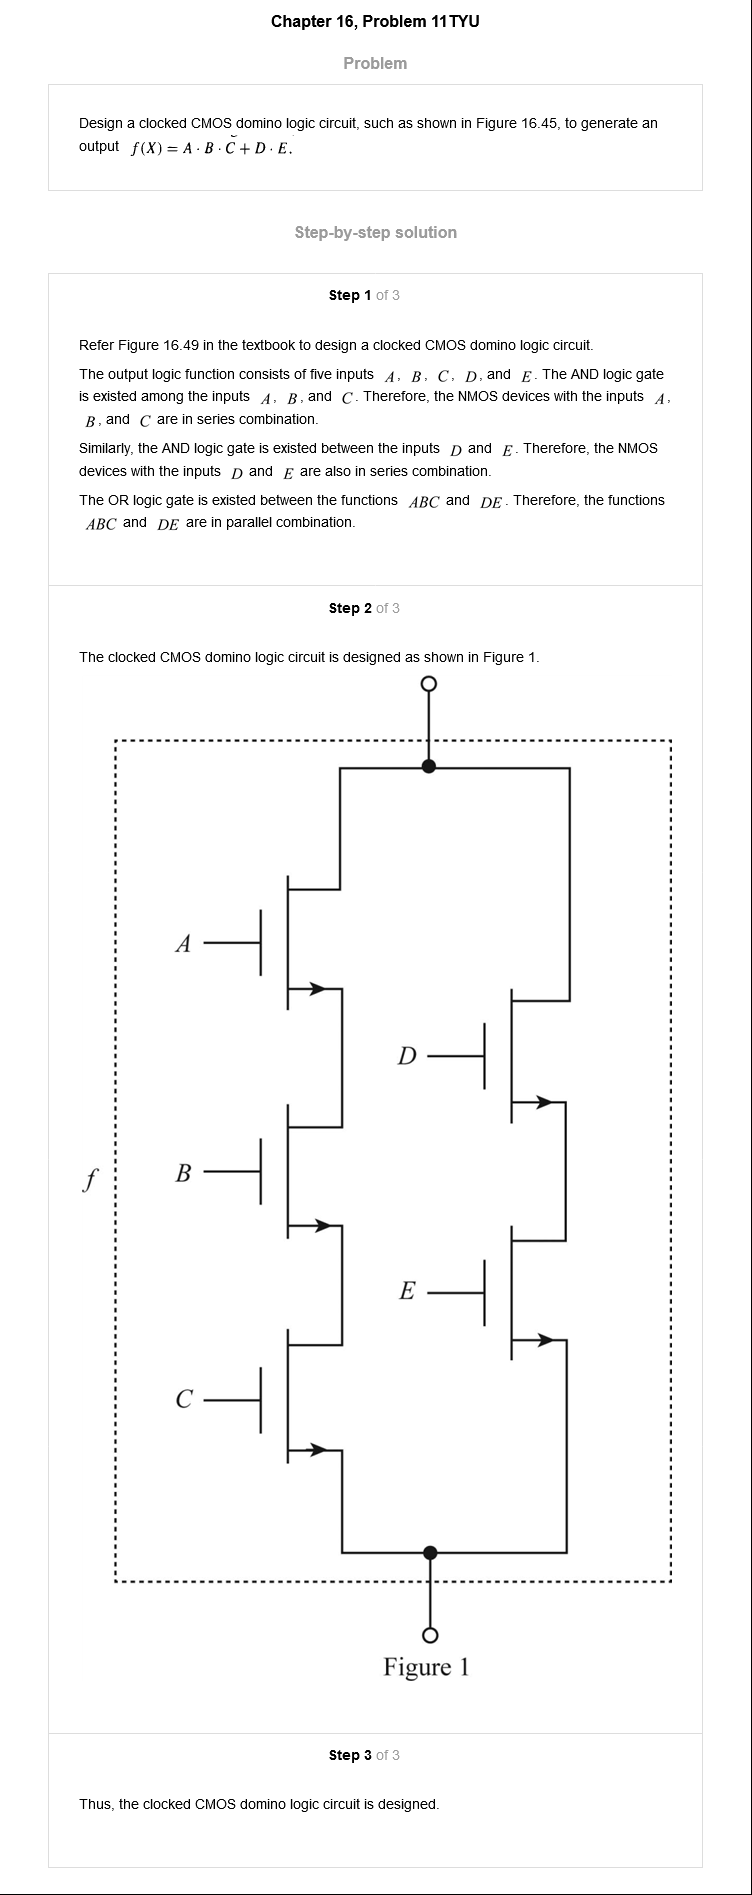 Chapter 16, Problem 11TYU
Problem
Design a clocked CMOS domino logic circuit, such as shown in Figure 16.45, to generate an
output f(X) = A · B · C + D · E.
Step-by-step solution
Step 1 of 3
Refer Figure 16.49 in the textbook to design a clocked CMOS domino logic circuit.
The output logic function consists of five inputs A, B, C, D, and E. The AND logic gate
is existed among the inputs A, B, and C. Therefore, the NMOS devices with the inputs A,
B, and C are in series combination.
Similarly, the AND logic gate is existed between the inputs D and E. Therefore, the NMOS
devices with the inputs D and E are also in series combination.
The OR logic gate is existed between the functions ABC and DE. Therefore, the functions
ABC and DE are in parallel combination.
Step 2 of 3
The clocked CMOS domino logic circuit is designed as shown in Figure 1.
A
D
f
B
E
C
Figure 1
Step 3 of 3
Thus, the clocked CMOS domino logic circuit is designed.